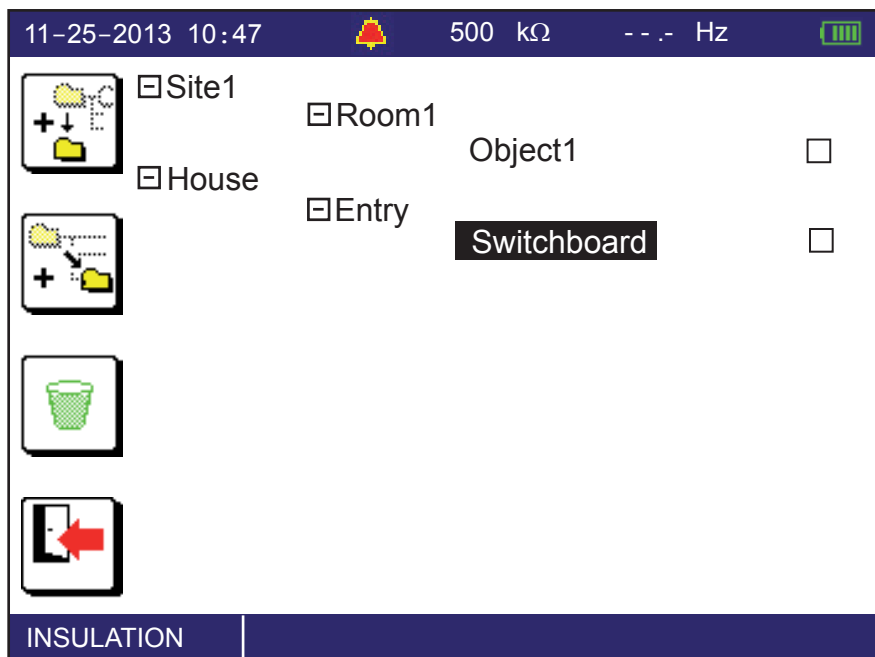 11-25-2013 10:47 500 kΩ - - .- Hz
Site1
Room1
Object1
House
Entry
Switchboard
INSULATION